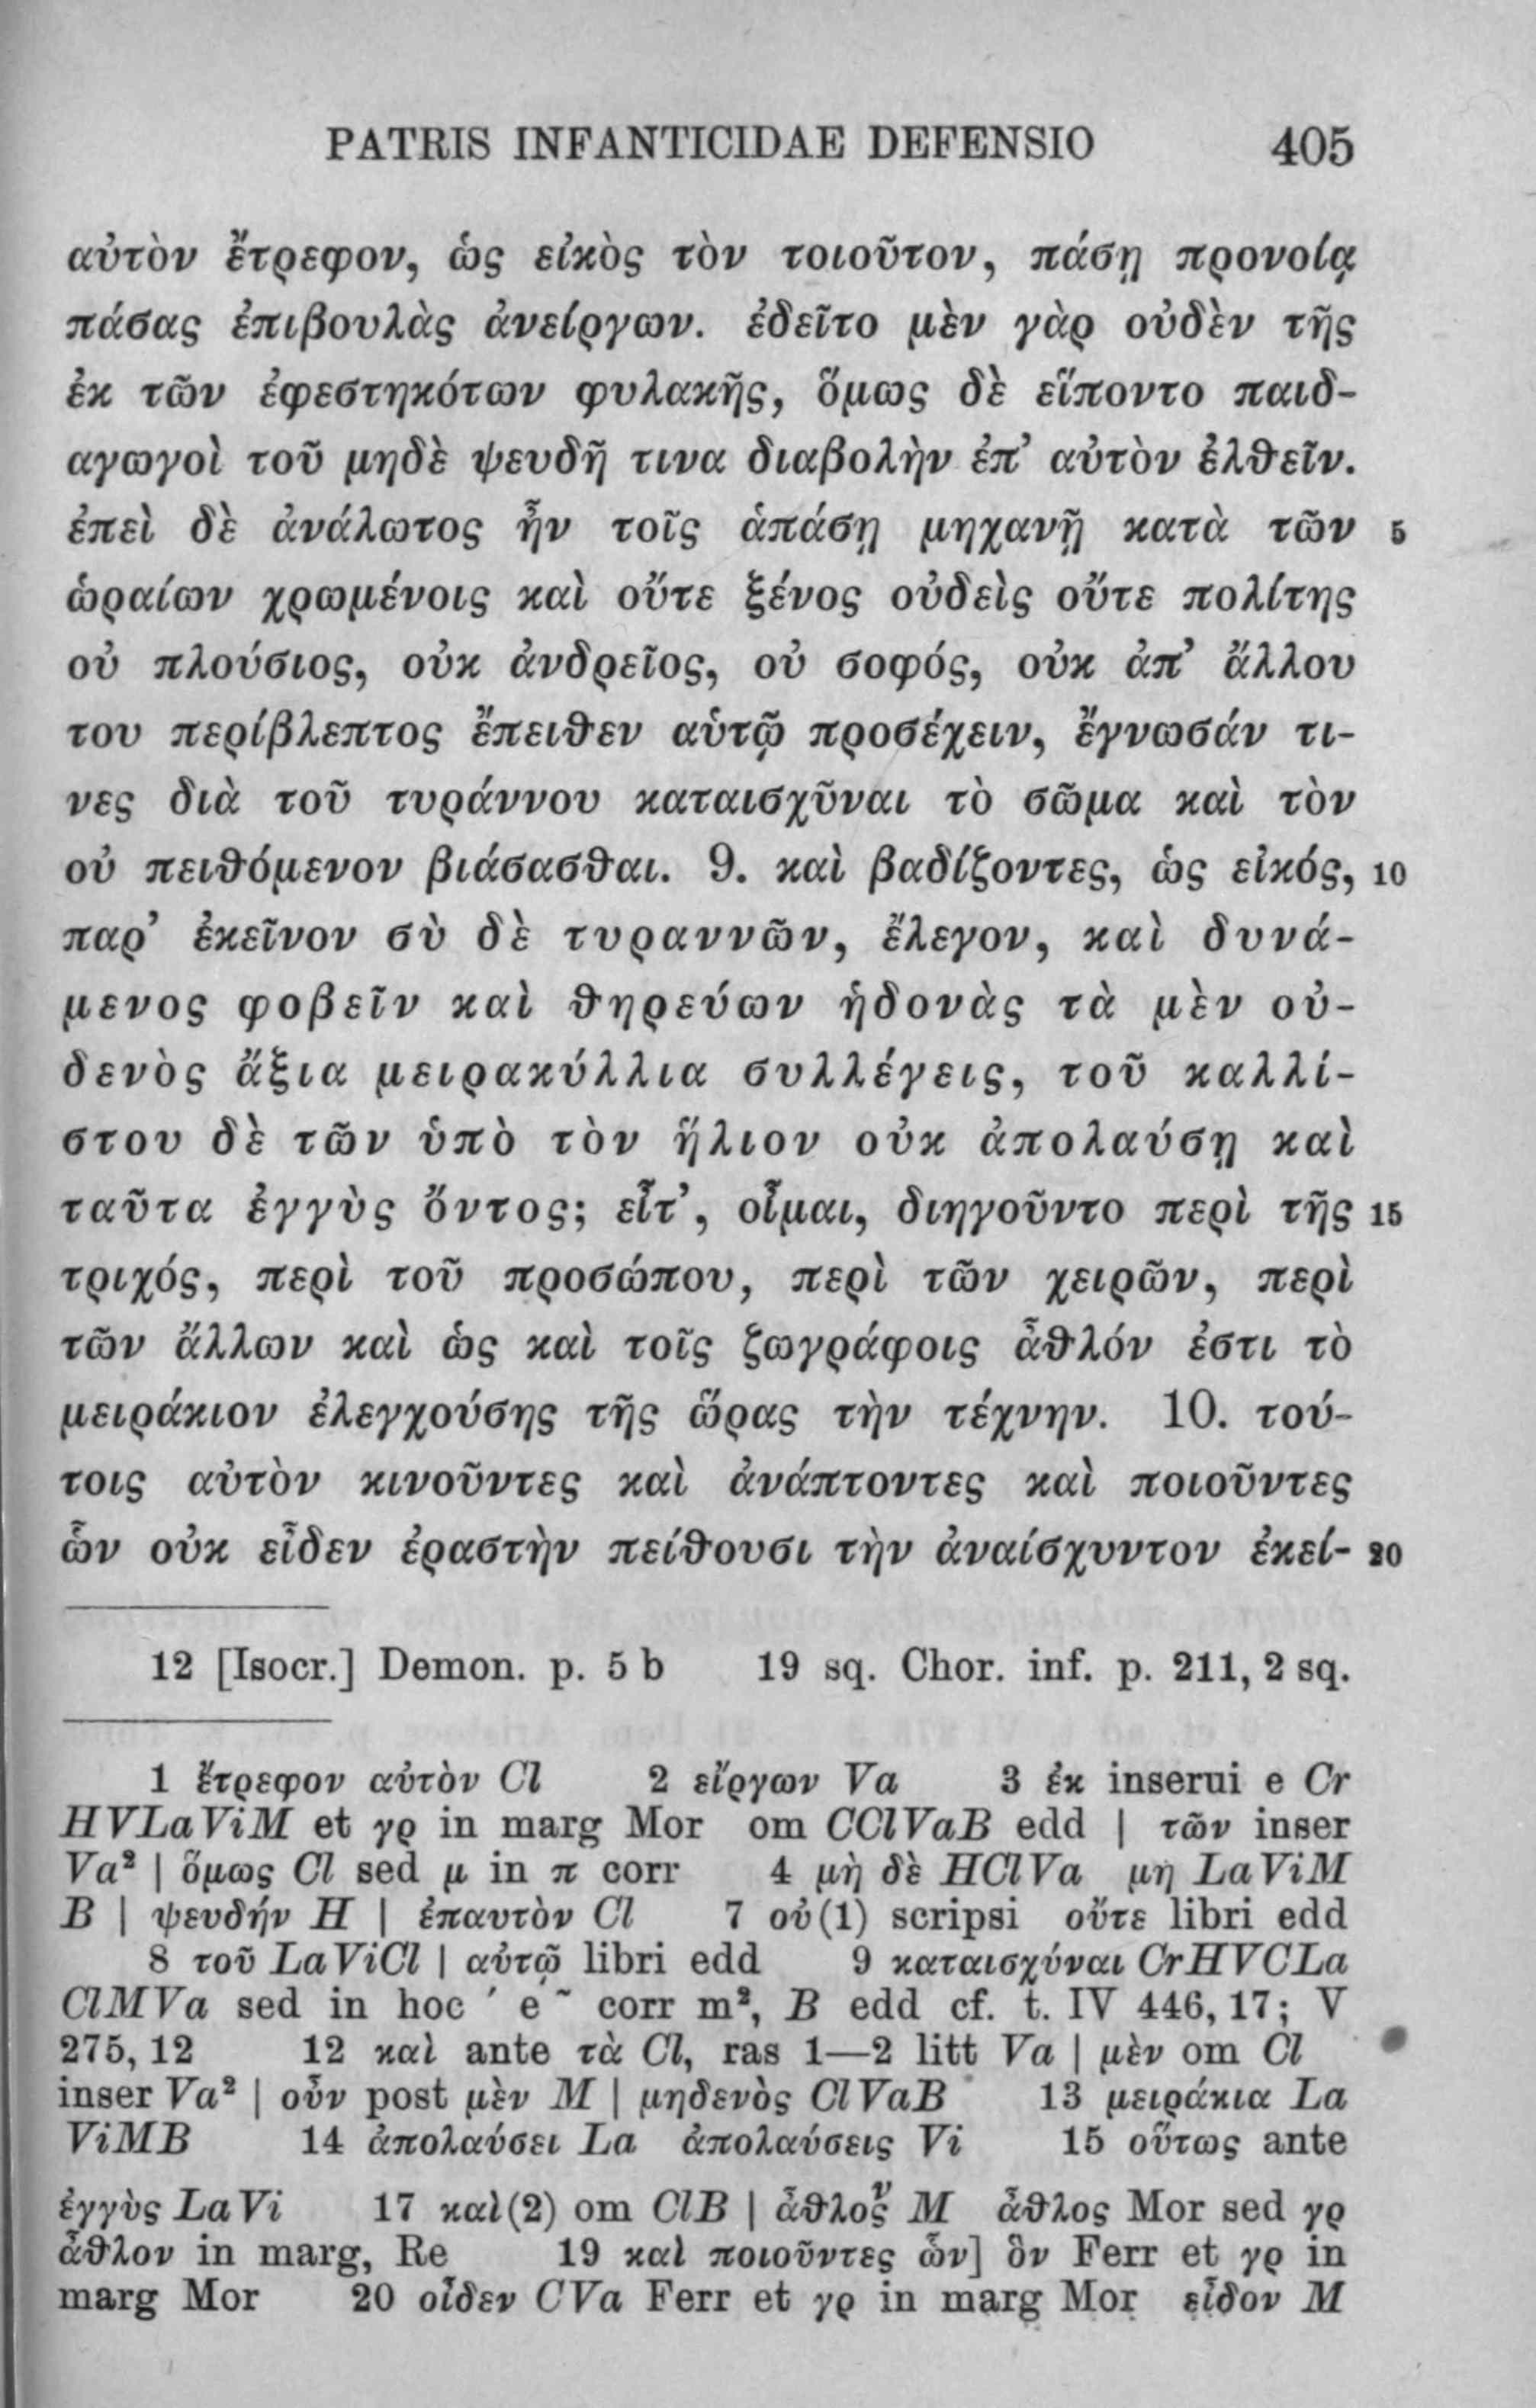 PATRIS INFANTICIDAE DEFENSIO 405
αὐτὸν ἔτρεφον, ὡς εἰκὸς τὸν τοιοῦτον, πάσῃ προνοίᾳ
πάσας ἐπιβουλὰς ἀνείργων. ἐδεῖτο μὲν γὰρ οὐδὲν τῆς
ἐκ τῶν ἐφεστηκότων φυλακῆς, ὅμως δὲ εἵποντο παιδ-
αγωγοὶ τοῦ μηδὲ ψευδῆ τινα διαβολὴν ἐπ’ αὐτὸν ἐλθεῖν.
ἐπεὶ δὲ ἀνάλωτος ἦν τοῖς ἁπάσῃ μηχανῇ κατὰ τῶν 5
ὡραίων χρωμένοις καὶ οὔτε ξένος οὐδεὶς οὔτε πολίτης
οὐ πλούσιος, οὐκ ἀνδρεῖος, οὐ σοφός, οὐκ ἀπ’ ἄλλου
του περίβλεπτος ἔπειθεν αὑτῷ προσέχειν, ἔγνωσάν τι-
νες διὰ τοῦ τυράννου καταισχῦναι τὸ σῶμα καὶ τὸν
οὐ πειθόμενον βιάσασθαι. 9. καὶ βαδίζοντες, ὡς εἰκός, 10
παρ’ ἐκεῖνον σὺ δὲ τυραννῶν, ἔλεγον, καὶ δυνά-
μενος φοβεῖν καὶ θηρεύων ἡδονὰς τὰ μὲν οὐ-
δενὸς ἄξια μειρακύλλια συλλέγεις, τοῦ καλλί-
στου δὲ τῶν ὑπὸ τὸν ἥλιον οὐκ ἀπολαύσῃ καὶ
ταῦτα ἐγγὺς ὄντος; εἶτ’, οἶμαι, διηγοῦντο περὶ τῆς 15
τριχός, περὶ τοῦ προσώπου, περὶ τῶν χειρῶν, περὶ
τῶν ἄλλων καὶ ὡς καὶ τοῖς ζωγράφοις ἆθλόν ἐστι τὸ
μειράκιον ἐλεγχούσης τῆς ὥρας τὴν τέχνην. 10. τού-
τοις αὐτὸν κινοῦντες καὶ ἀνάπτοντες καὶ ποιοῦντες
ὧν οὐκ εἶδεν ἐραστὴν πείθουσι τὴν ἀναίσχυντον ἐκεί- 20
12 [Isocr.] Demon. p. 5 b 19 sq. Chor. inf. p. 211, 2 sq.
1 ἔτρεφον αὐτὸν Cl 2 εἴργων Va 3 ἐκ inserui e Cr
HVLaViM et γρ in marg Mor om CClVaB edd | τῶν inser
Va² | ὅμως Cl sed μ in π corr 4 μὴ δὲ HClVa μη LaViM
B | ψευδήν H | ἐπαυτὸν Cl 7 οὐ(1) scripsi οὔτε libri edd
8 τοῦ LaViCl | αὐτῷ libri edd 9 καταισχύναι CrHVCLa
ClMVa sed in hoc ´ e ˜ corr m², B edd cf. t. IV 446, 17; V
275, 12 12 καὶ ante τὰ Cl, ras 1—2 litt Va | μὲν om Cl
inser Va² | οὖν post μὲν M | μηδενὸς ClVaB 13 μειράκια La
ViMB 14 ἀπολαύσει La ἀπολαύσεις Vi 15 οὕτως ante
ἐγγὺς LaVi 17 καὶ(2) om ClB | ἆθλοςν M ἆθλος Mor sed γρ
ἆθλον in marg, Re 19 καὶ ποιοῦντες ὧν] ὃν Ferr et γρ in
marg Mor 20 οἶδεν CVa Ferr et γρ in marg Mor εἶδον M